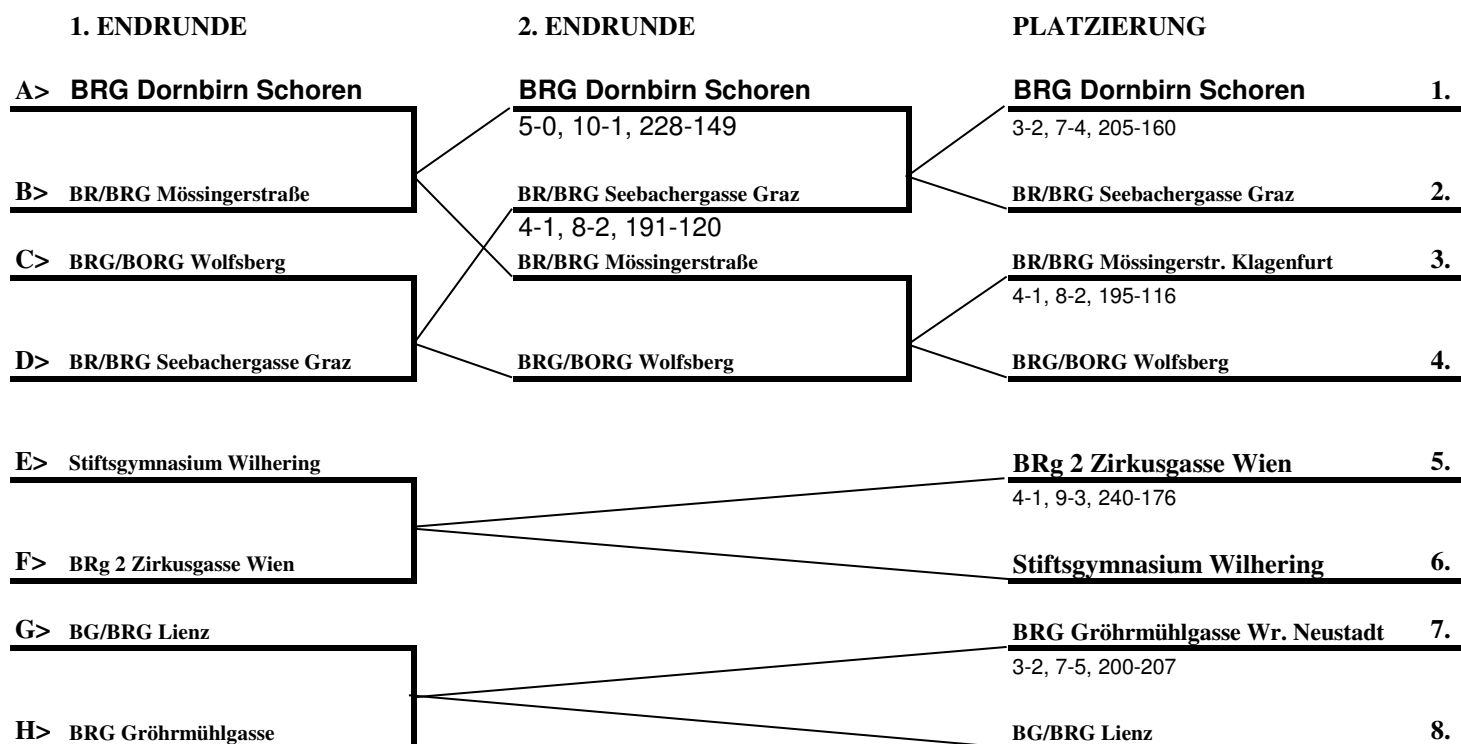 1. ENDRUNDE 2. ENDRUNDE PLATZIERUNG
A> BRG Dornbirn Schoren BRG Dornbirn Schoren BRG Dornbirn Schoren 1.
5-0, 10-1, 228-149 3-2, 7-4, 205-160
B> BR/BRG Mössingerstraße BR/BRG Seebachergasse Graz BR/BRG Seebachergasse Graz 2.
4-1, 8-2, 191-120
C> BRG/BORG Wolfsberg BR/BRG Mössingerstraße BR/BRG Mössingerstr. Klagenfurt 3.
4-1, 8-2, 195-116
D> BR/BRG Seebachergasse Graz BRG/BORG Wolfsberg BRG/BORG Wolfsberg 4.
E> Stiftsgymnasium Wilhering BRg 2 Zirkusgasse Wien 5.
4-1, 9-3, 240-176
F> BRg 2 Zirkusgasse Wien Stiftsgymnasium Wilhering 6.
G> BG/BRG Lienz BRG Gröhrmühlgasse Wr. Neustadt 7.
3-2, 7-5, 200-207
H> BRG Gröhrmühlgasse BG/BRG Lienz 8.